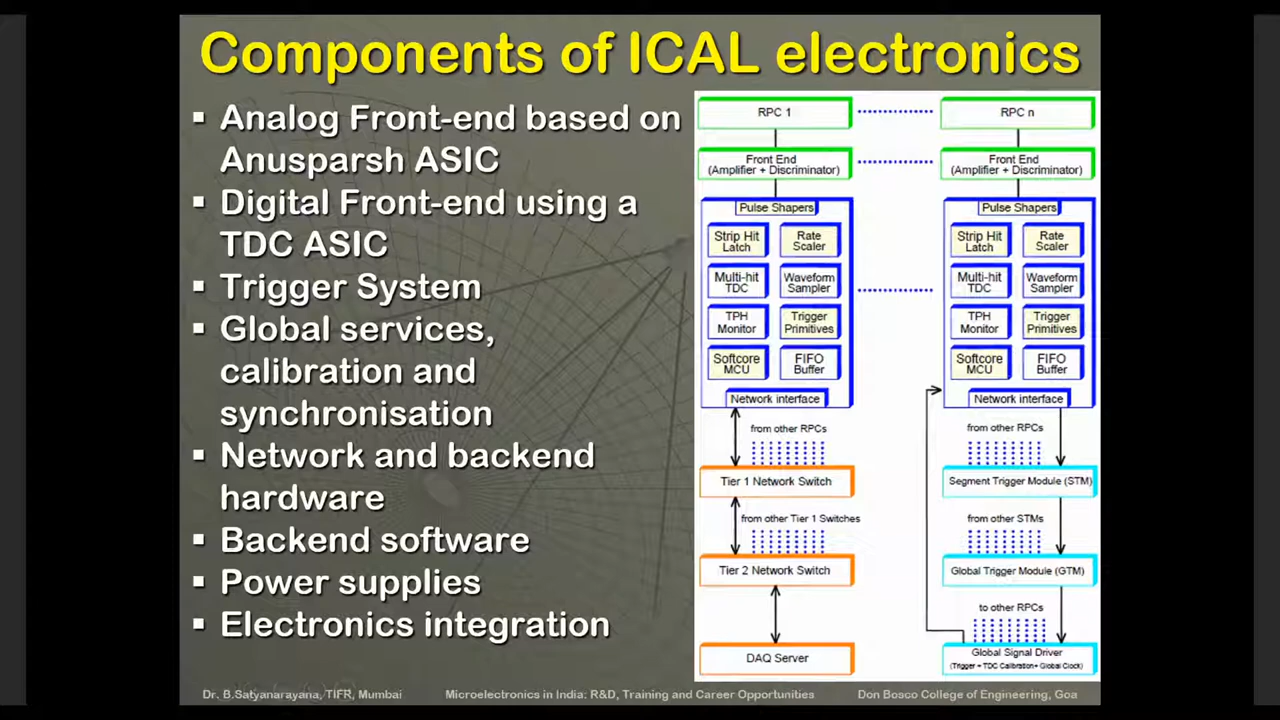 Components of ICAL electronics
▪ Analog Front-end based on
Anusparsh ASIC
▪ Digital Front-end using a
TDC ASIC
▪ Trigger System
▪ Global services,
calibration and
synchronisation
▪ Network and backend
hardware
▪ Backend software
▪ Power supplies
▪ Electronics integration
RPC 1
Front End
(Amplifier + Discriminator)
Pulse Shapers
Strip Hit
Latch
Rate
Scaler
Multi-hit
TDC
Waveform
Sampler
TPH
Monitor
Trigger
Primitives
Softcore
MCU
FIFO
Buffer
Network interface
from other RPCs
Tier 1 Network Switch
from other Tier 1 Switches
Tier 2 Network Switch
DAQ Server
RPC n
Front End
(Amplifier + Discriminator)
Pulse Shapers
Strip Hit
Latch
Rate
Scaler
Multi-hit
TDC
Waveform
Sampler
TPH
Monitor
Trigger
Primitives
Softcore
MCU
FIFO
Buffer
Network interface
from other RPCs
Segment Trigger Module (STM)
from other STMs
Global Trigger Module (GTM)
to other RPCs
Global Signal Driver
(Trigger + TDC Calibration+ Global Clock)
Dr. B.Satyanarayana, TIFR, Mumbai
Microelectronics in India: R&D, Training and Career Opportunities
Don Bosco College of Engineering, Goa